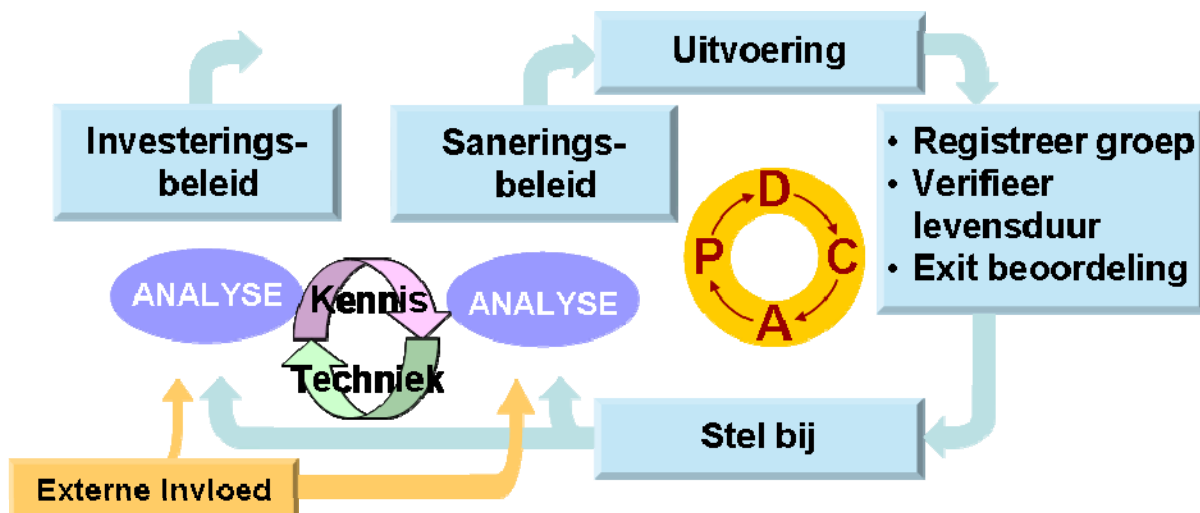 Uitvoering
Investerings-
beleid
Sanerings-
beleid
• Registreer groep
• Verifieer
levensduur
• Exit beoordeling
D
P
C
A
ANALYSE
Kennis
ANALYSE
Techniek
Stel bij
Externe Invloed